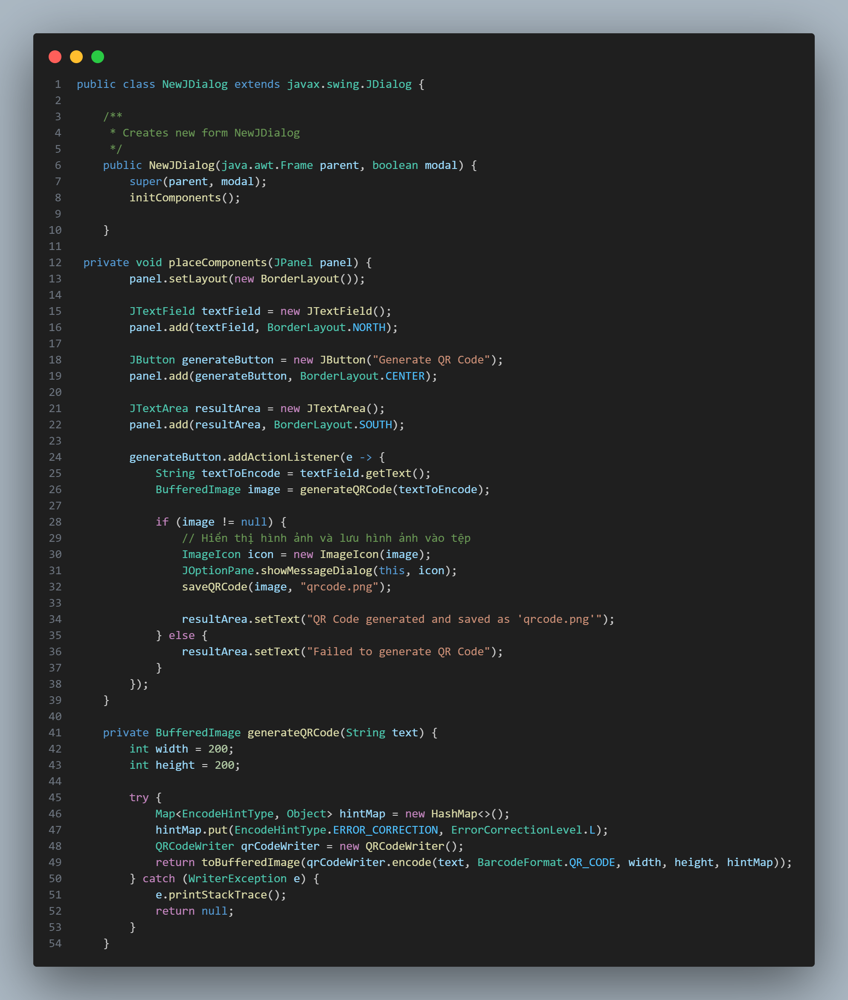 1 public class NewJDialog extends javax.swing.JDialog {
2
3     /**
4      * Creates new form NewJDialog
5      */
6     public NewJDialog(java.awt.Frame parent, boolean modal) {
7         super(parent, modal);
8         initComponents();
9
10     }
11
12  private void placeComponents(JPanel panel) {
13         panel.setLayout(new BorderLayout());
14
15         JTextField textField = new JTextField();
16         panel.add(textField, BorderLayout.NORTH);
17
18         JButton generateButton = new JButton("Generate QR Code");
19         panel.add(generateButton, BorderLayout.CENTER);
20
21         JTextArea resultArea = new JTextArea();
22         panel.add(resultArea, BorderLayout.SOUTH);
23
24         generateButton.addActionListener(e -> {
25             String textToEncode = textField.getText();
26             BufferedImage image = generateQRCode(textToEncode);
27
28             if (image != null) {
29                 // Hiển thị hình ảnh và lưu hình ảnh vào tệp
30                 ImageIcon icon = new ImageIcon(image);
31                 JOptionPane.showMessageDialog(this, icon);
32                 saveQRCode(image, "qrcode.png");
33
34                 resultArea.setText("QR Code generated and saved as 'qrcode.png'");
35             } else {
36                 resultArea.setText("Failed to generate QR Code");
37             }
38         });
39     }
40
41     private BufferedImage generateQRCode(String text) {
42         int width = 200;
43         int height = 200;
44
45         try {
46             Map<EncodeHintType, Object> hintMap = new HashMap<>();
47             hintMap.put(EncodeHintType.ERROR_CORRECTION, ErrorCorrectionLevel.L);
48             QRCodeWriter qrCodeWriter = new QRCodeWriter();
49             return toBufferedImage(qrCodeWriter.encode(text, BarcodeFormat.QR_CODE, width, height, hintMap));
50         } catch (WriterException e) {
51             e.printStackTrace();
52             return null;
53         }
54     }